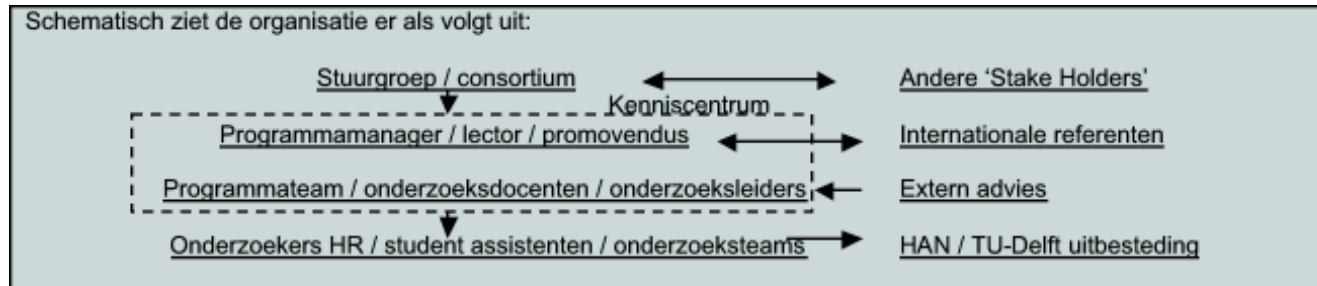 Schematisch ziet de organisatie er als volgt uit:
Stuurgroep / consortium
Andere ‘Stake Holders’
Kenniscentrum
Programmamanager / lector / promovendus
Internationale referenten
Programmateam / onderzoeksdocenten / onderzoeksleiders
Extern advies
Onderzoekers HR / student assistenten / onderzoeksteams
HAN / TU-Delft uitbesteding